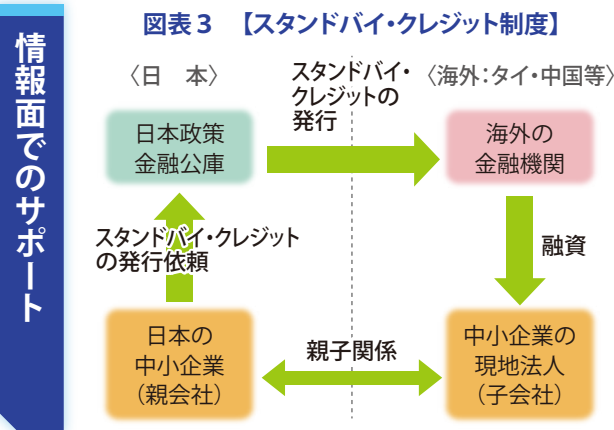 情報面でのサポート
図表3 【スタンドバイ・クレジット制度】
〈日　本〉
スタンドバイ・
クレジットの
発行
〈海外：タイ・中国等〉
日本政策
金融公庫
海外の
金融機関
スタンドバイ・クレジット
の発行依頼
融資
日本の
中小企業
（親会社）
親子関係
中小企業の
現地法人
（子会社）